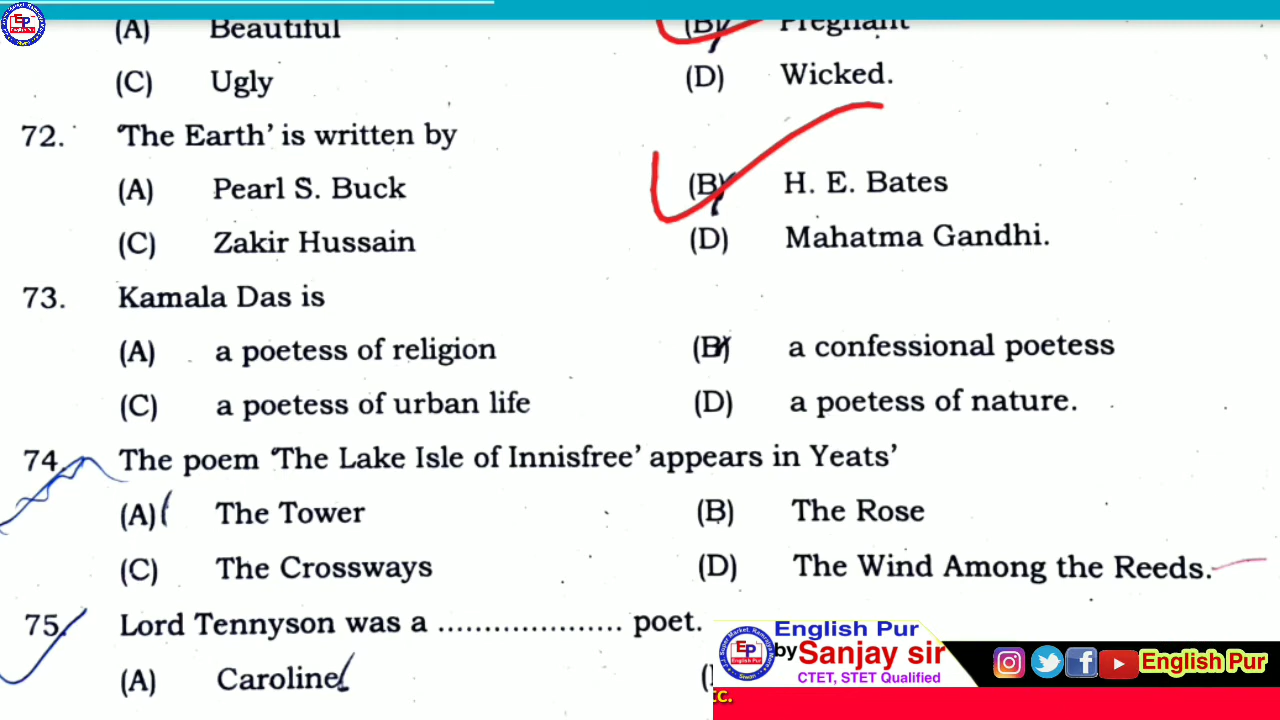 (A) Beautiful (B) Pregnant
(C) Ugly (D) Wicked.
72. 'The Earth' is written by
(A) Pearl S. Buck (B) H. E. Bates
(C) Zakir Hussain (D) Mahatma Gandhi.
73. Kamala Das is
(A) a poetess of religion (B) a confessional poetess
(C) a poetess of urban life (D) a poetess of nature.
74. The poem 'The Lake Isle of Innisfree' appears in Yeats'
(A) The Tower (B) The Rose
(C) The Crossways (D) The Wind Among the Reeds.
75. Lord Tennyson was a .................... poet.
(A) Caroline
EP
English Pur
by Sanjay sir
CTET, STET Qualified
English Pur